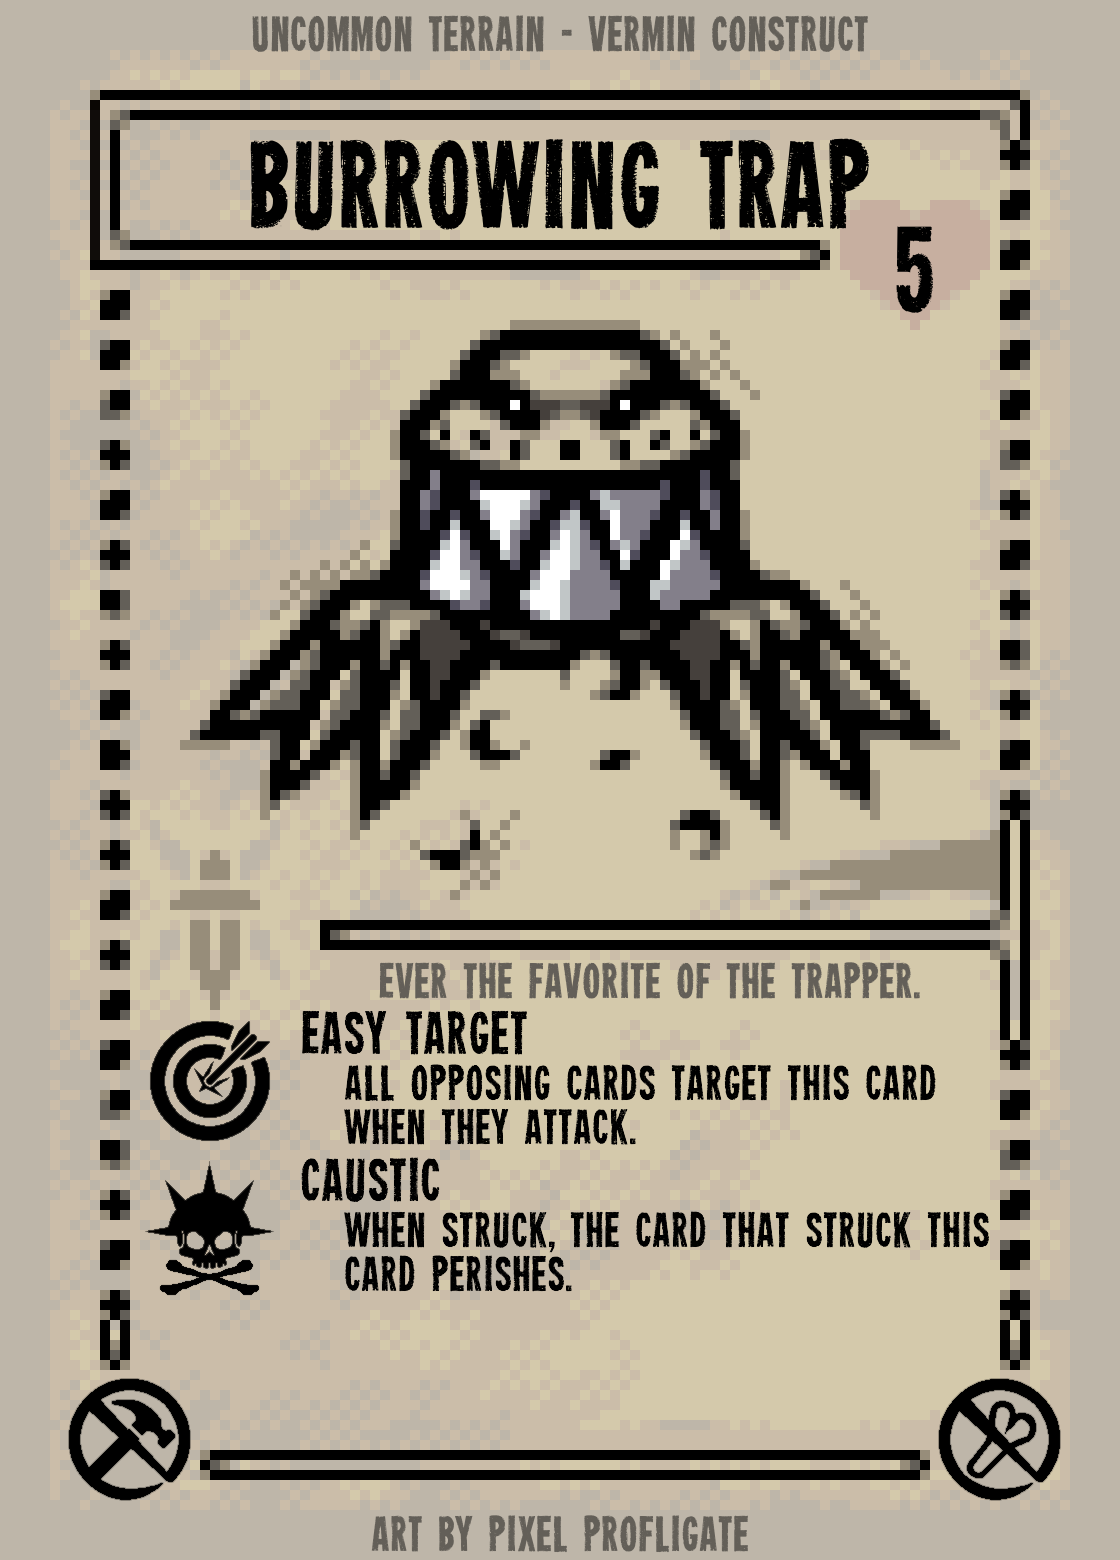 UNCOMMON TERRAIN - VERMIN CONSTRUCT
BURROWING TRAP
5
EVER THE FAVORITE OF THE TRAPPER.
EASY TARGET
ALL OPPOSING CARDS TARGET THIS CARD
WHEN THEY ATTACK.
CAUSTIC
WHEN STRUCK, THE CARD THAT STRUCK THIS
CARD PERISHES.
ART BY PIXEL PROFLIGATE